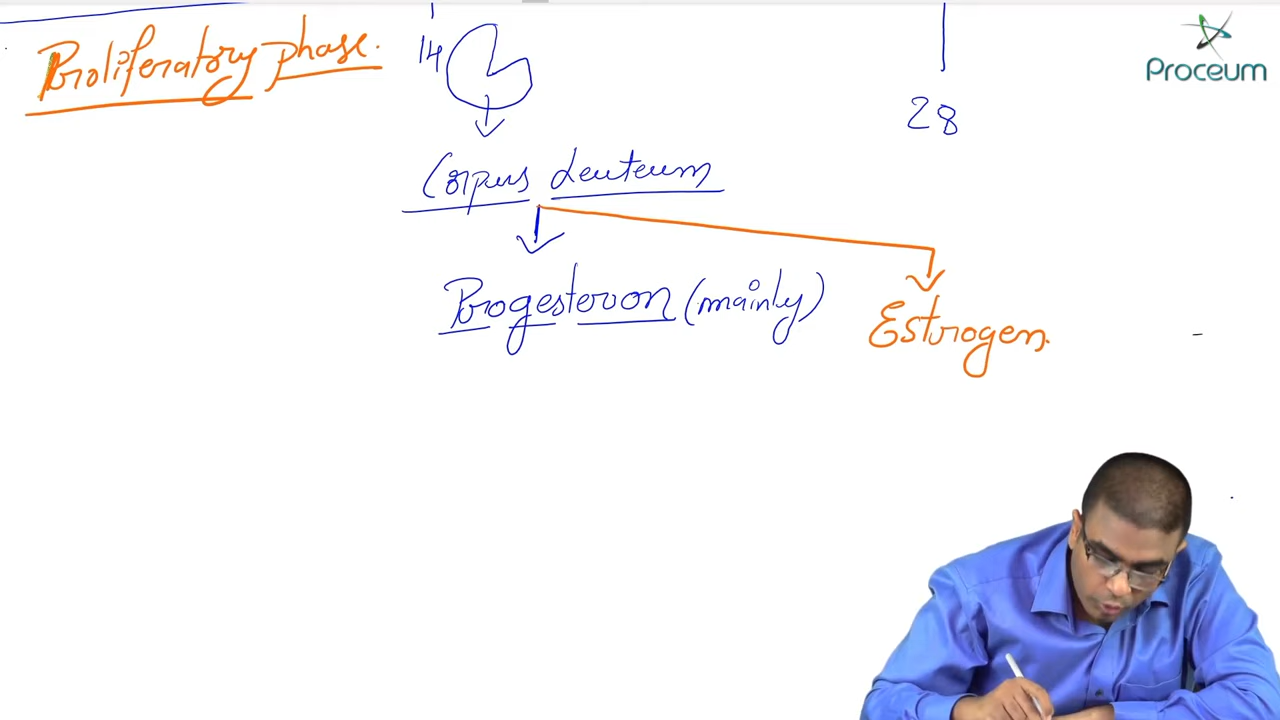 Proliferatory phase.
14
Proceum
28
Corpus Leuteum
Progesteron (mainly)
Estrogen.